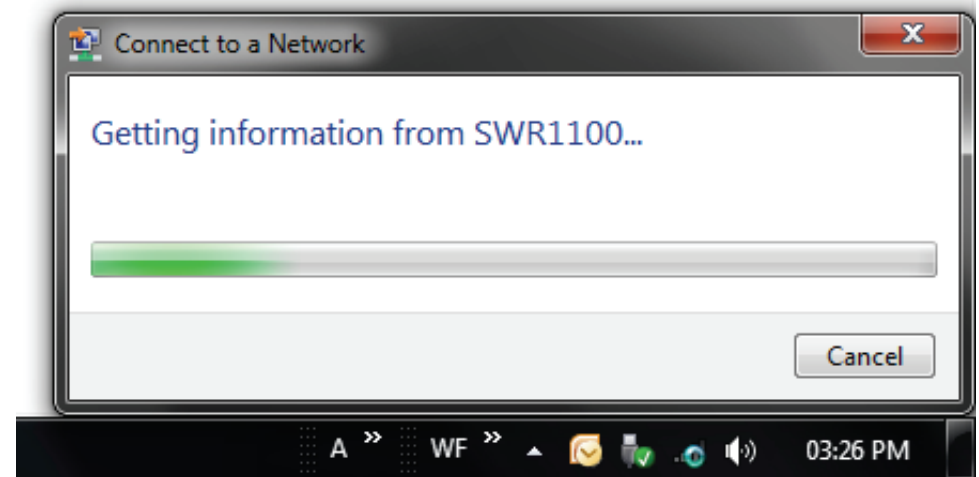 Connect to a Network
Getting information from SWR1100...
Cancel
A » WF » 03:26 PM